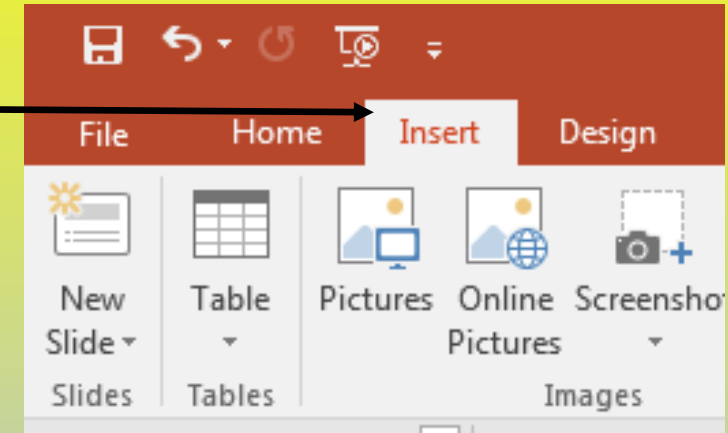 File Home Insert Design
New Table Pictures Online Screensho
Slide Pictures
Slides Tables Images